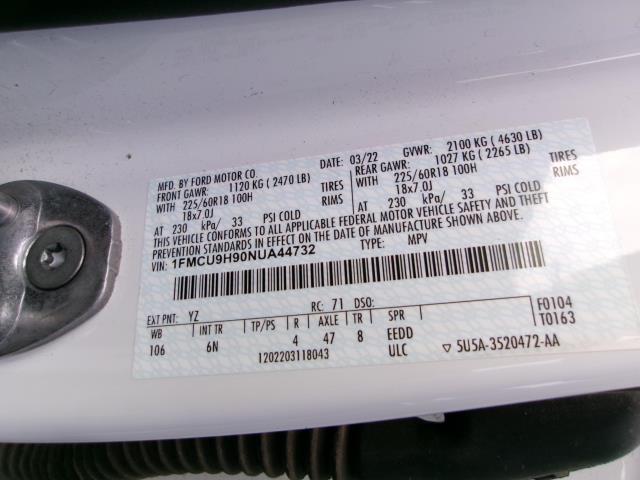 MFD. BY FORD MOTOR CO. DATE: 03/22 GVWR: 2100 KG ( 4630 LB)
FRONT GAWR: 1120 KG ( 2470 LB) REAR GAWR: 1027 KG ( 2265 LB)
WITH 225/60R18 100H TIRES WITH 225/60R18 100H TIRES
18x7.0J RIMS 18x7.0J RIMS
AT 230 kPa/ 33 PSI COLD AT 230 kPa/ 33 PSI COLD
THIS VEHICLE CONFORMS TO ALL APPLICABLE FEDERAL MOTOR VEHICLE SAFETY AND THEFT
PREVENTION STANDARDS IN EFFECT ON THE DATE OF MANUFACTURE SHOWN ABOVE.
VIN: 1FMCU9H90NUA44732 TYPE: MPV
EXT PNT: YZ RC: 71 DSO: F0104
WB INT TR TP/PS R AXLE TR SPR T0163
106 6N 4 47 8 EEDD
1202203118043 ULC ▽ 5U5A-3520472-AA